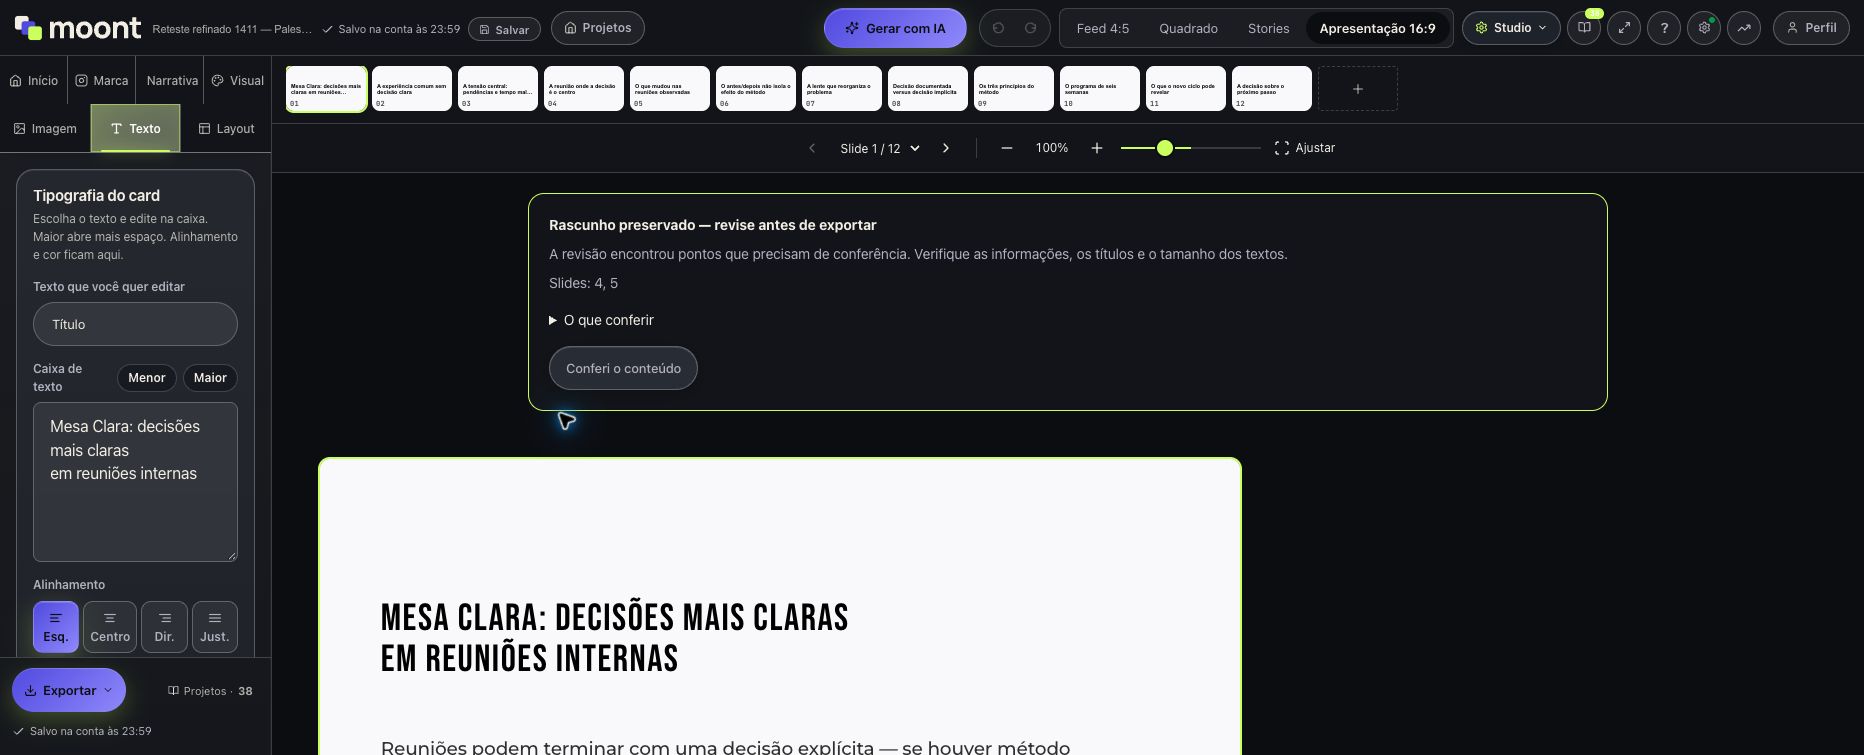 moont
Reteste refinado 1411 — Pales…
Salvo na conta às 23:59
Salvar
Projetos
Gerar com IA
Feed 4:5
Quadrado
Stories
Apresentação 16:9
Studio
38
?
Perfil
Início
Marca
Narrativa
Visual
Imagem
Texto
Layout
Mesa Clara: decisões mais
claras em reuniões…
01
A experiência comum sem
decisão clara
02
A tensão central:
pendências e tempo mal…
03
A reunião onde a decisão
é o centro
04
O que mudou nas
reuniões observadas
05
O antes/depois não isola o
efeito do método
06
A lente que reorganiza o
problema
07
Decisão documentada
versus decisão implícita
08
Os três princípios do
método
09
O programa de seis
semanas
10
O que o novo ciclo pode
revelar
11
A decisão sobre o
próximo passo
12
Slide 1 / 12
100%
Ajustar
Tipografia do card
Escolha o texto e edite na caixa.
Maior abre mais espaço. Alinhamento
e cor ficam aqui.
Texto que você quer editar
Título
Caixa de
texto
Menor
Maior
Mesa Clara: decisões
mais claras
em reuniões internas
Alinhamento
Esq.
Centro
Dir.
Just.
Exportar
Projetos · 38
Salvo na conta às 23:59
Rascunho preservado — revise antes de exportar
A revisão encontrou pontos que precisam de conferência. Verifique as informações, os títulos e o tamanho dos textos.
Slides: 4, 5
O que conferir
Conferi o conteúdo
MESA CLARA: DECISÕES MAIS CLARAS
EM REUNIÕES INTERNAS
Reuniões podem terminar com uma decisão explícita — se houver método